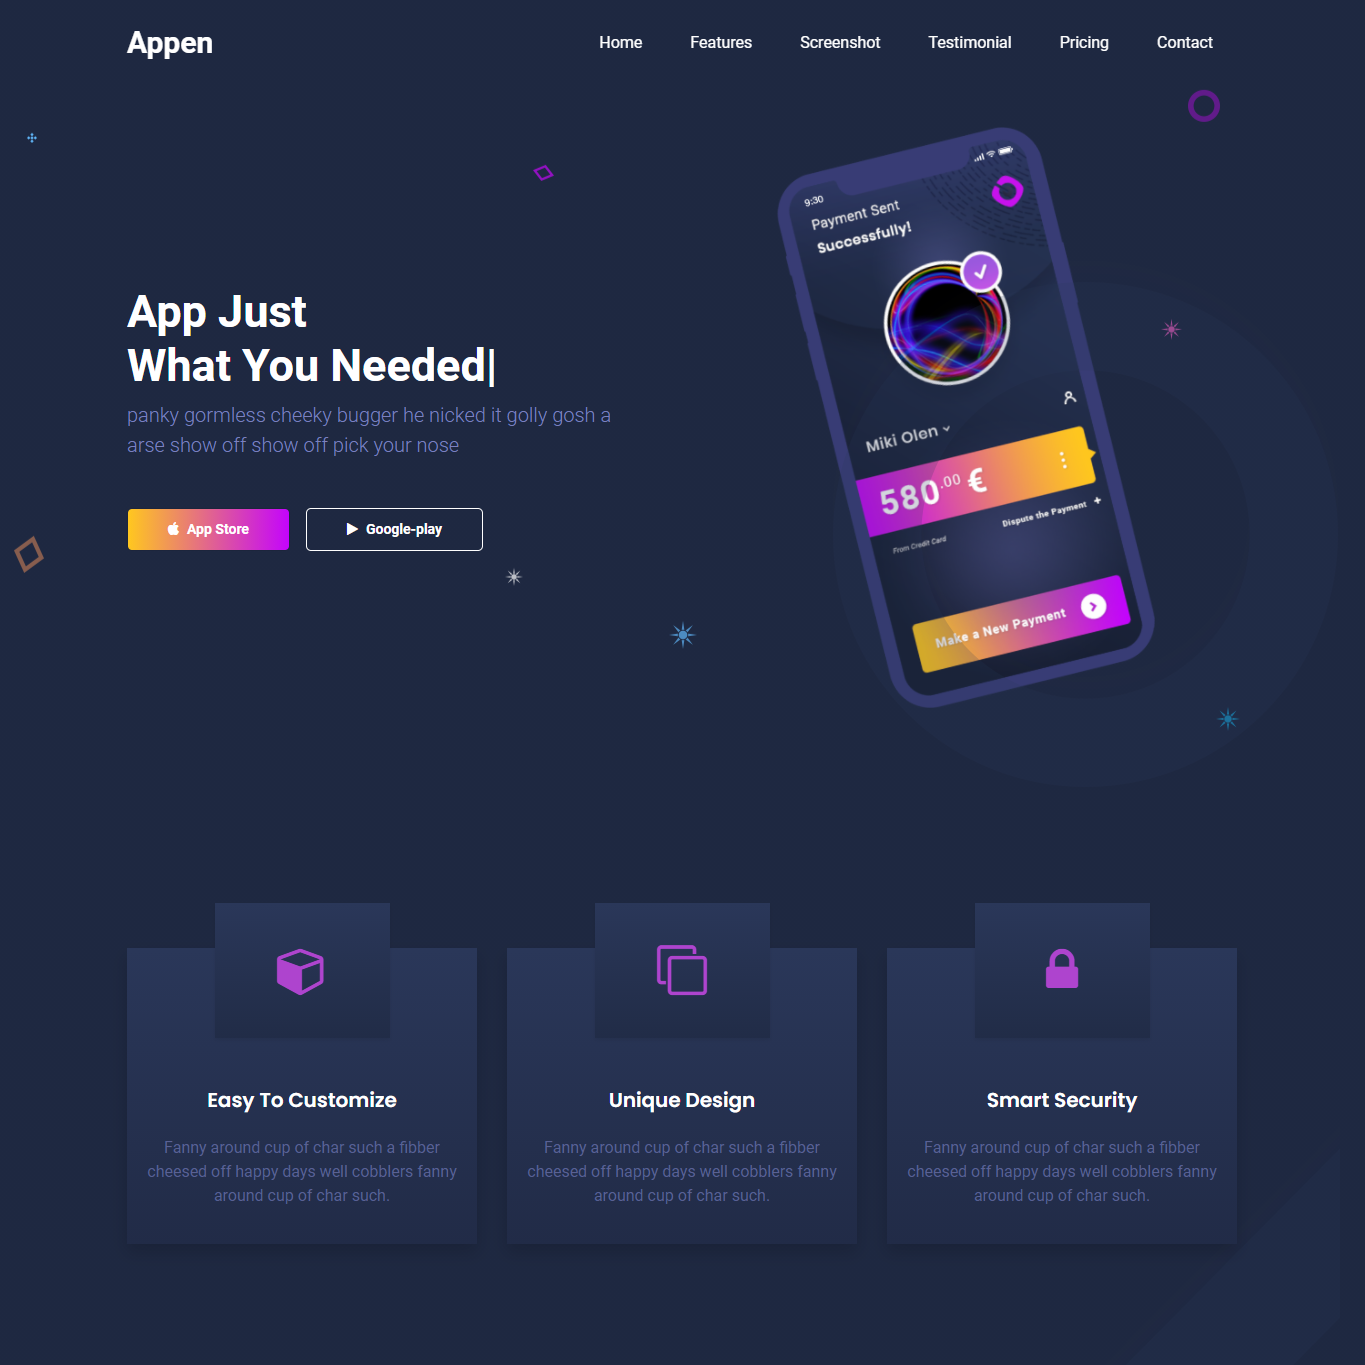 Appen
Home Features Screenshot Testimonial Pricing Contact
App Just
What You Needed|
panky gormless cheeky bugger he nicked it golly gosh a
arse show off show off pick your nose
App Store
Google-play
9:30
Payment Sent
Successfully!
Miki Olen
580.00 €
Dispute the Payment +
From Credit Card
Make a New Payment
Easy To Customize
Fanny around cup of char such a fibber
cheesed off happy days well cobblers fanny
around cup of char such.
Unique Design
Fanny around cup of char such a fibber
cheesed off happy days well cobblers fanny
around cup of char such.
Smart Security
Fanny around cup of char such a fibber
cheesed off happy days well cobblers fanny
around cup of char such.